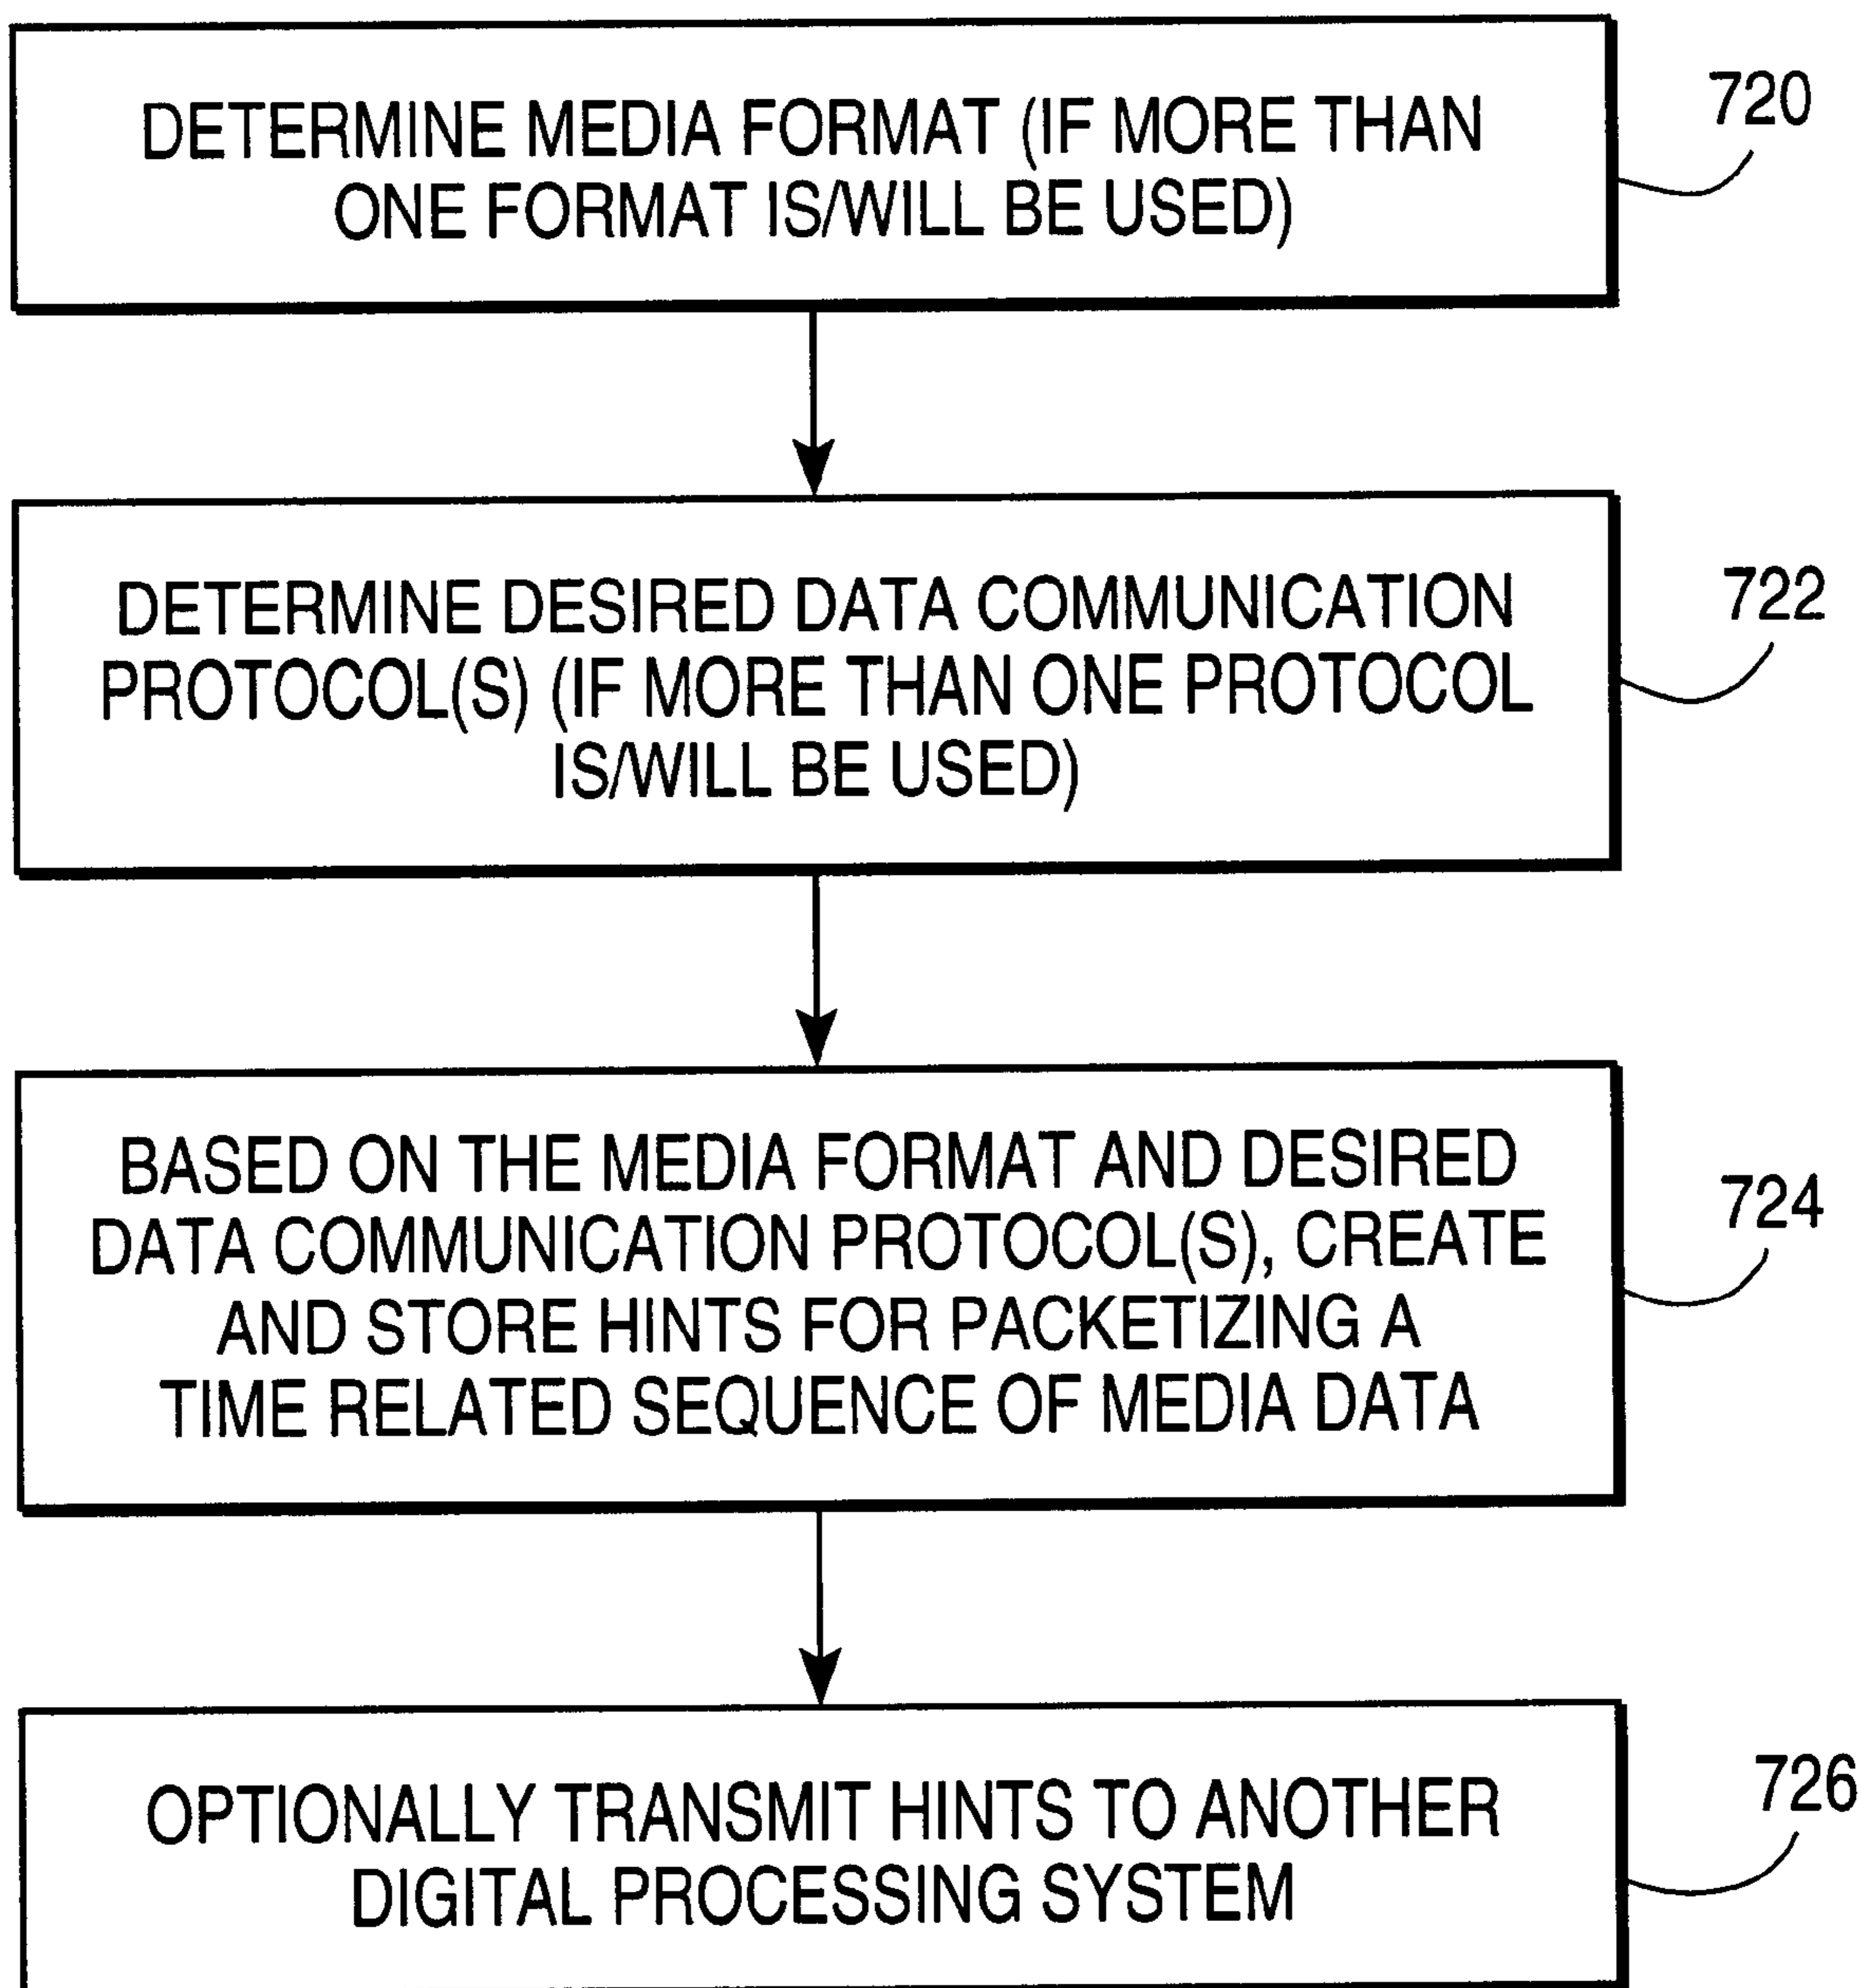 DETERMINE MEDIA FORMAT (IF MORE THAN
ONE FORMAT IS/WILL BE USED)
720
DETERMINE DESIRED DATA COMMUNICATION
PROTOCOL(S) (IF MORE THAN ONE PROTOCOL
IS/WILL BE USED)
722
BASED ON THE MEDIA FORMAT AND DESIRED
DATA COMMUNICATION PROTOCOL(S), CREATE
AND STORE HINTS FOR PACKETIZING A
TIME RELATED SEQUENCE OF MEDIA DATA
724
OPTIONALLY TRANSMIT HINTS TO ANOTHER
DIGITAL PROCESSING SYSTEM
726